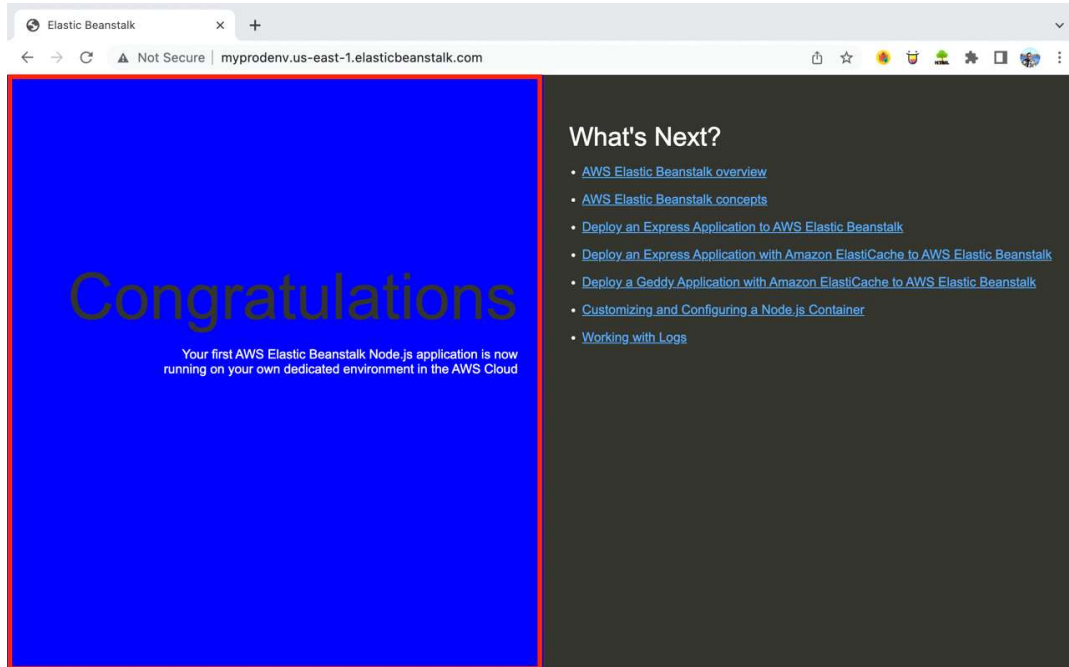 Elastic Beanstalk
Not Secure | myprodenv.us-east-1.elasticbeanstalk.com
Congratulations
Your first AWS Elastic Beanstalk Node.js application is now
running on your own dedicated environment in the AWS Cloud
What's Next?
AWS Elastic Beanstalk overview
AWS Elastic Beanstalk concepts
Deploy an Express Application to AWS Elastic Beanstalk
Deploy an Express Application with Amazon ElastiCache to AWS Elastic Beanstalk
Deploy a Geddy Application with Amazon ElastiCache to AWS Elastic Beanstalk
Customizing and Configuring a Node.js Container
Working with Logs